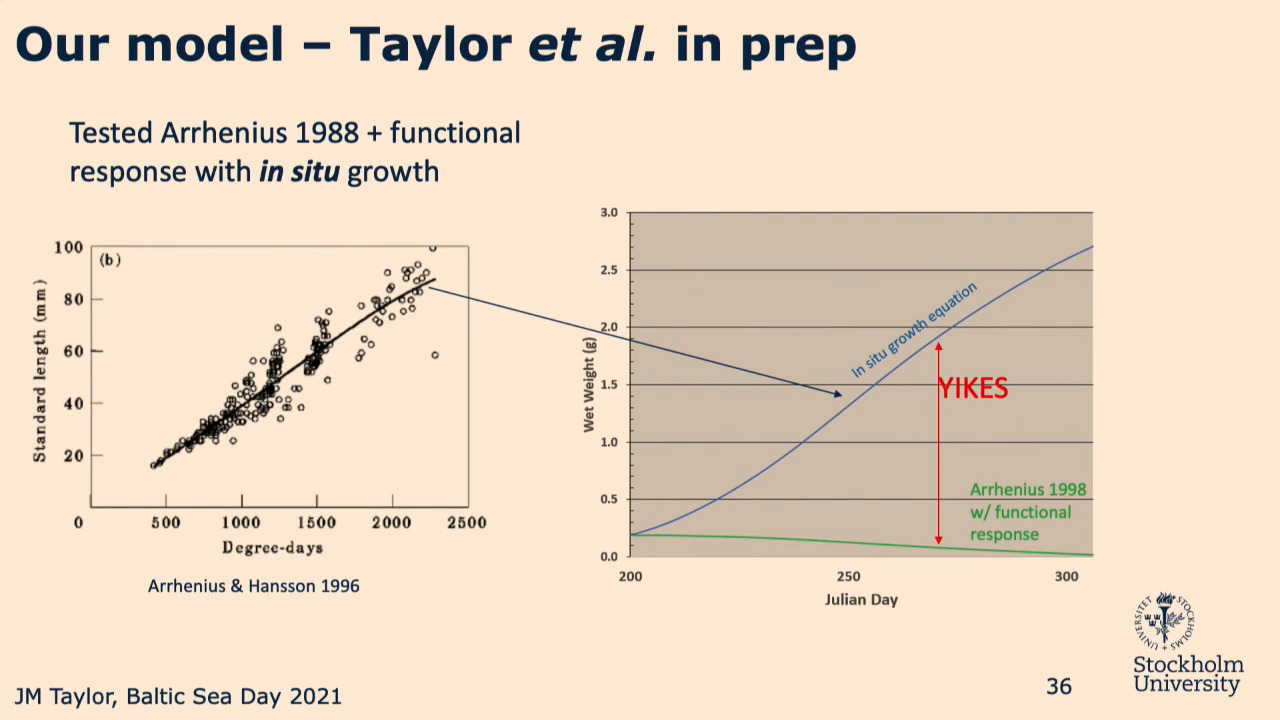 Our model – Taylor et al. in prep
Tested Arrhenius 1988 + functional
response with in situ growth
(b)
100
80
60
40
20
0
500
1000
1500
2000
2500
Standard length (mm)
Degree-days
Arrhenius & Hansson 1996
3.0
2.5
2.0
1.5
1.0
0.5
0.0
200
250
300
Wet Weight (g)
Julian Day
In situ growth equation
YIKES
Arrhenius 1998
w/ functional
response
JM Taylor, Baltic Sea Day 2021
36
STOCKHOLMS UNIVERSITET
Stockholm
University